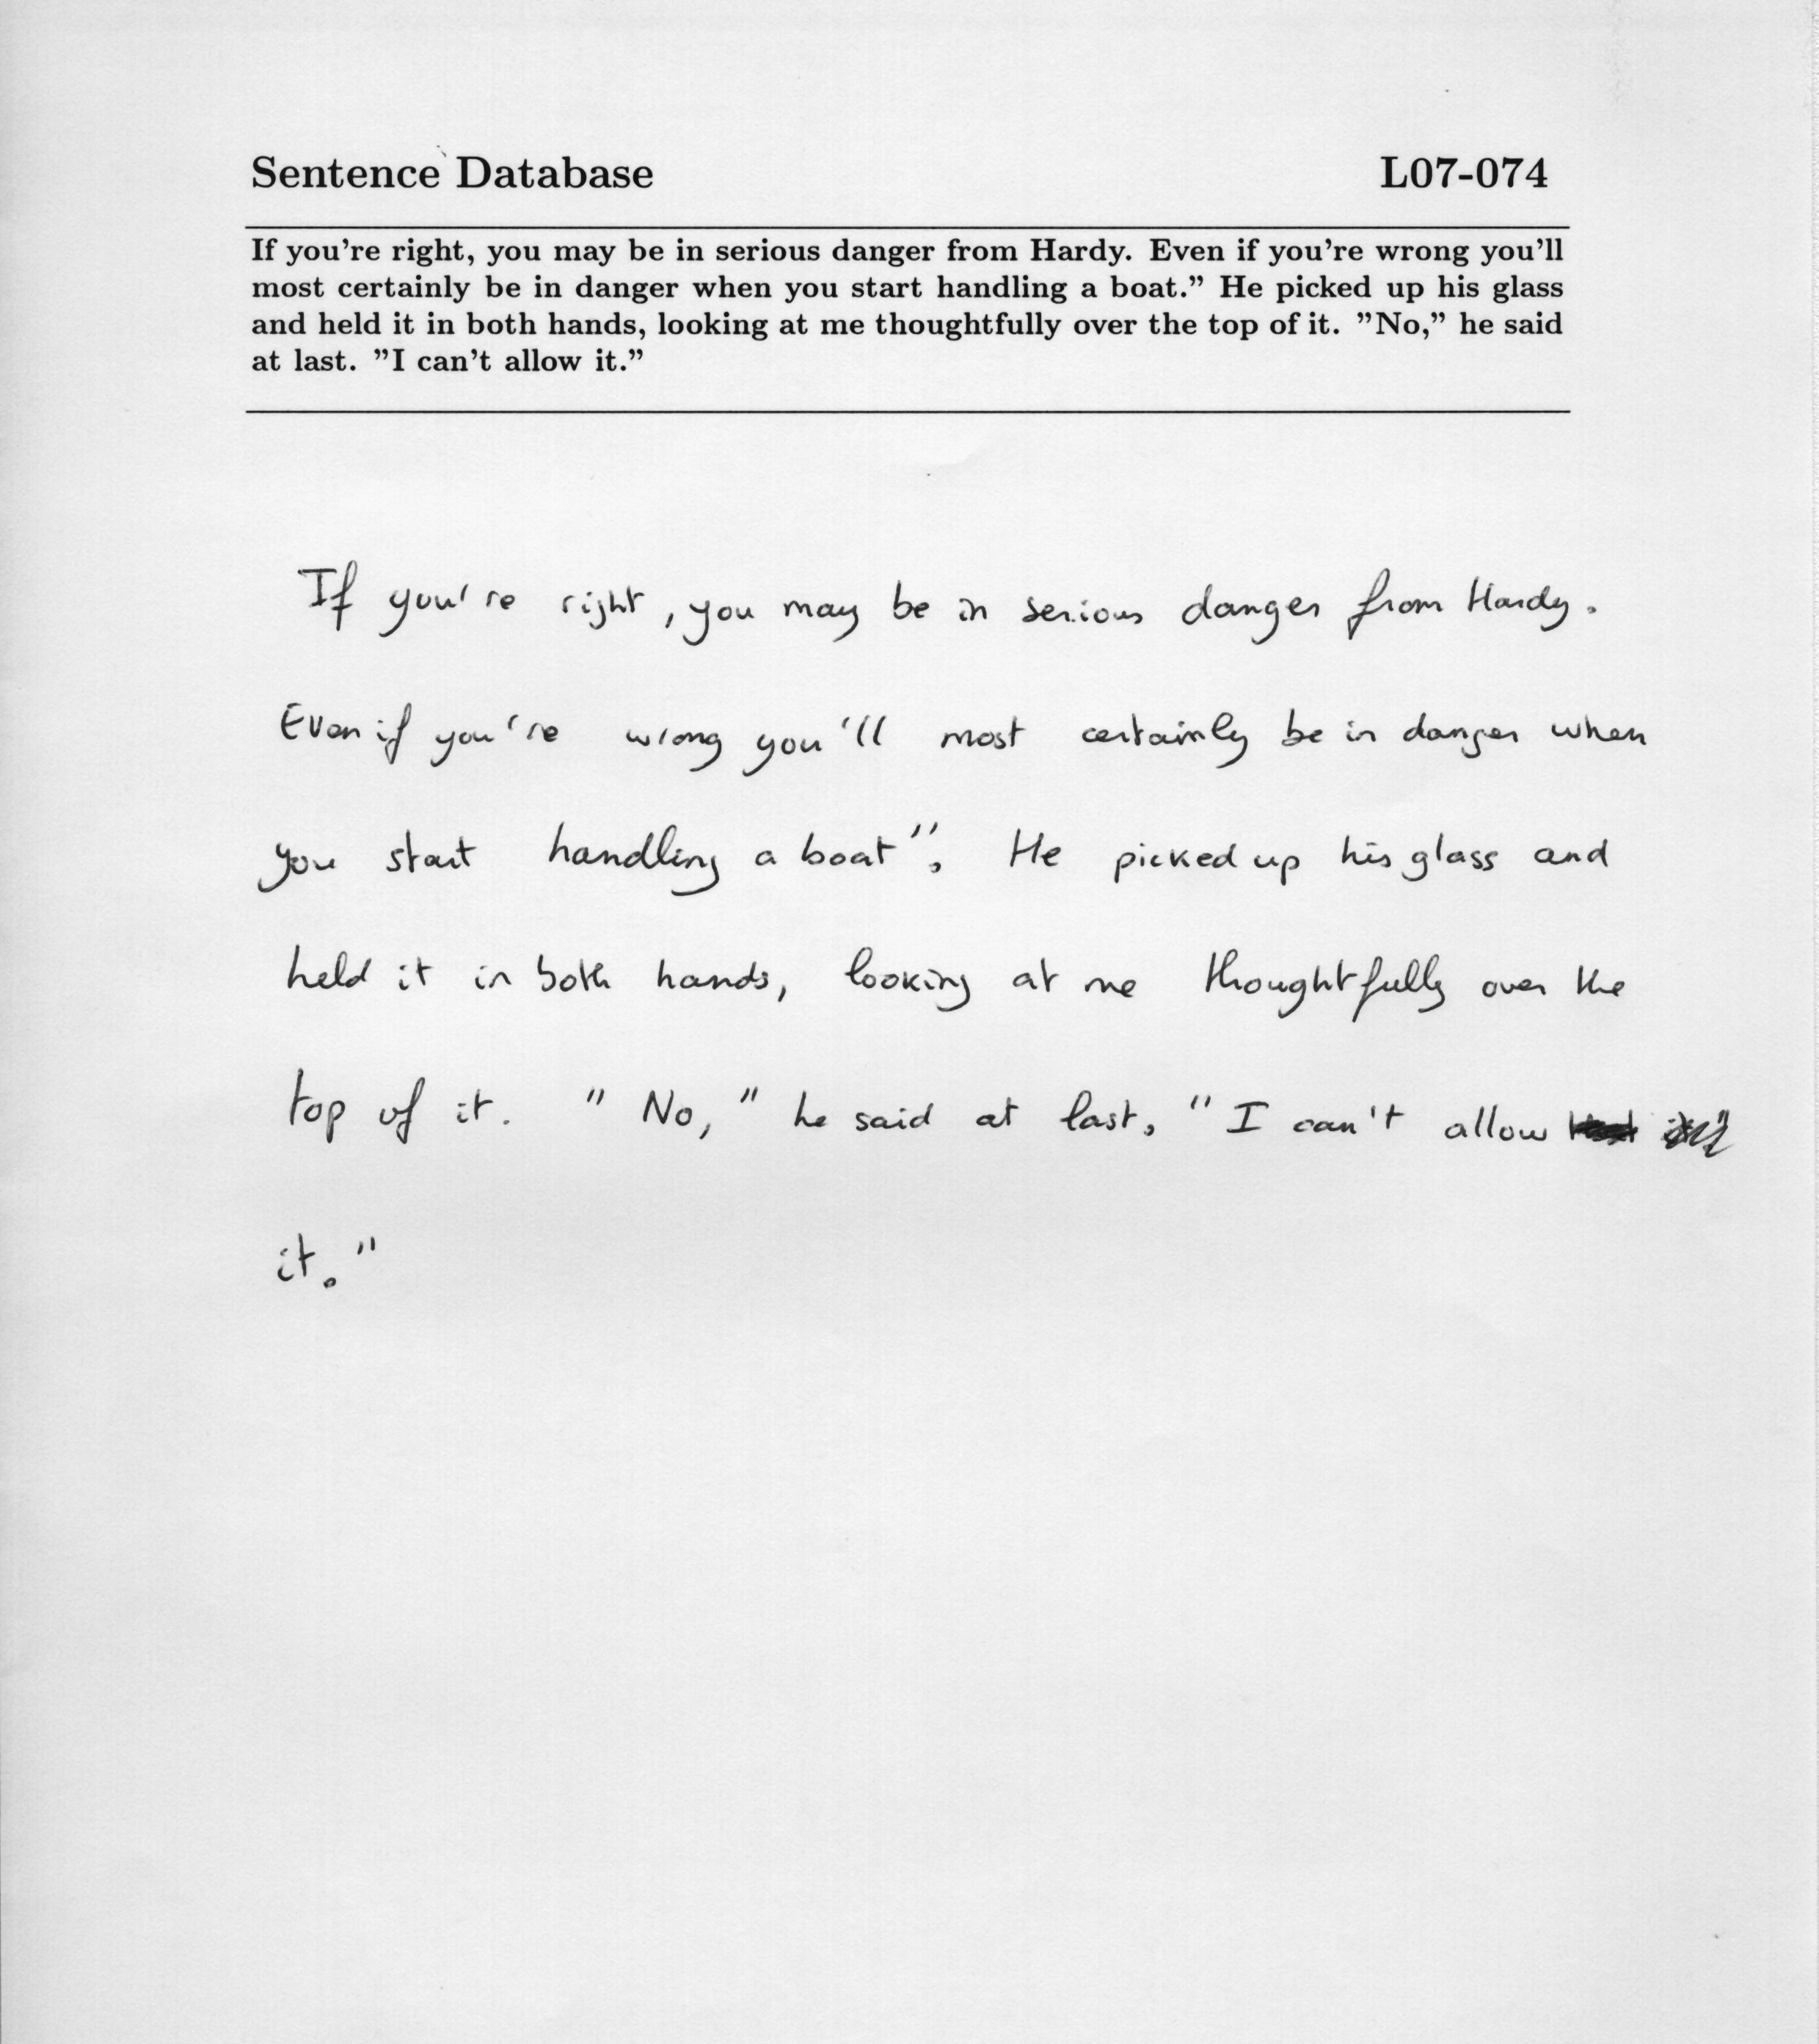 Sentence Database L07-074
If you're right, you may be in serious danger from Hardy. Even if you're wrong you'll
most certainly be in danger when you start handling a boat." He picked up his glass
and held it in both hands, looking at me thoughtfully over the top of it. "No," he said
at last. "I can't allow it."
If you're right, you may be in serious danger from Hardy.
Even if you're wrong you'll most certainly be in danger when
you start handling a boat". He picked up his glass and
held it in both hands, looking at me thoughtfully over the
top of it. "No," he said at last. "I can't allow
it."